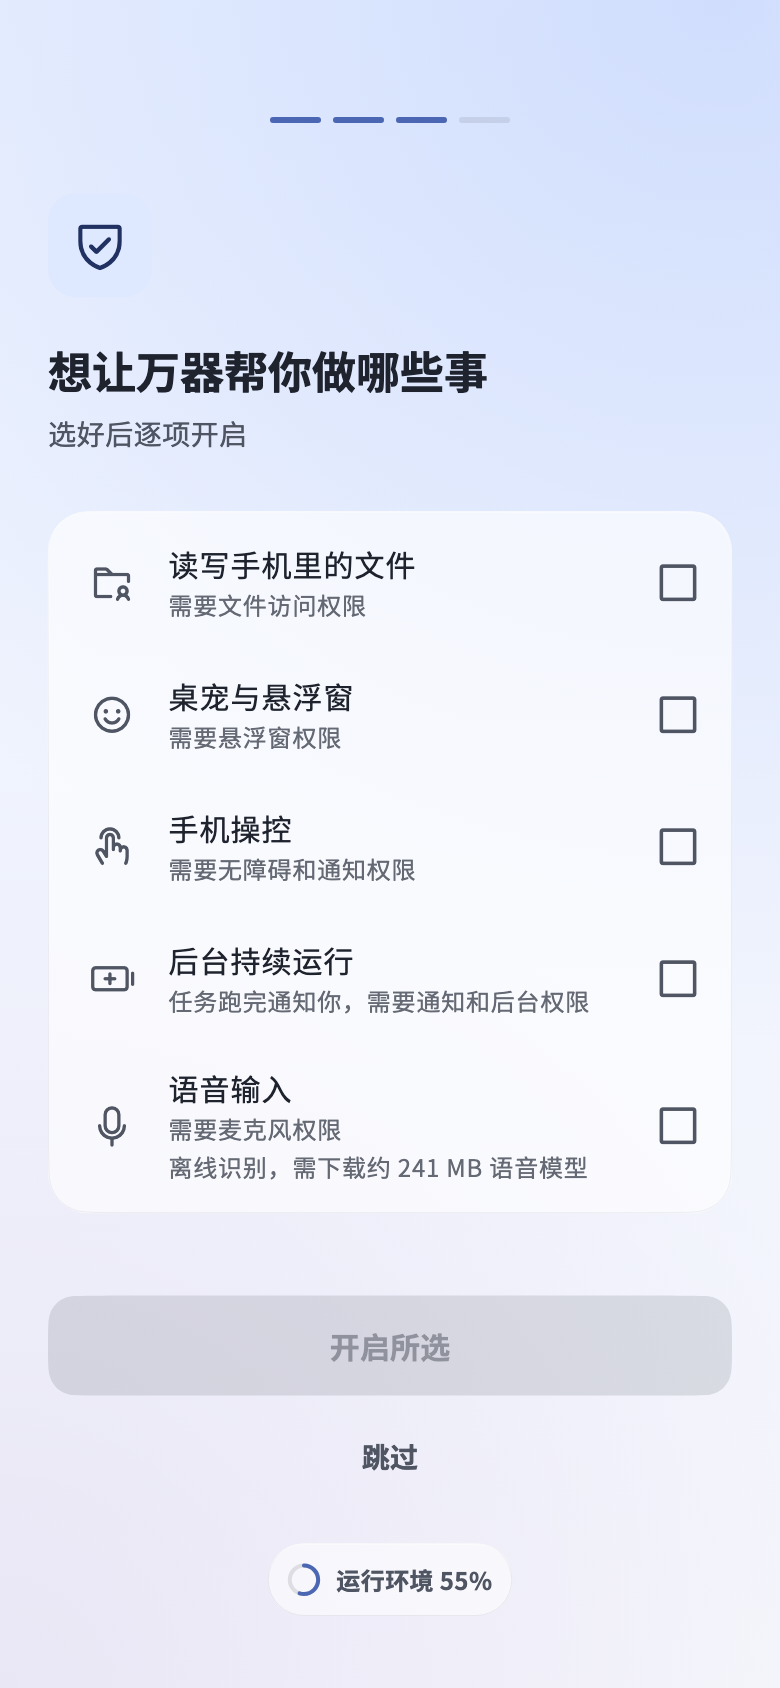 想让万器帮你做哪些事
选好后逐项开启
读写手机里的文件
需要文件访问权限
桌宠与悬浮窗
需要悬浮窗权限
手机操控
需要无障碍和通知权限
后台持续运行
任务跑完通知你，需要通知和后台权限
语音输入
需要麦克风权限
离线识别，需下载约 241 MB 语音模型
开启所选
跳过
运行环境 55%